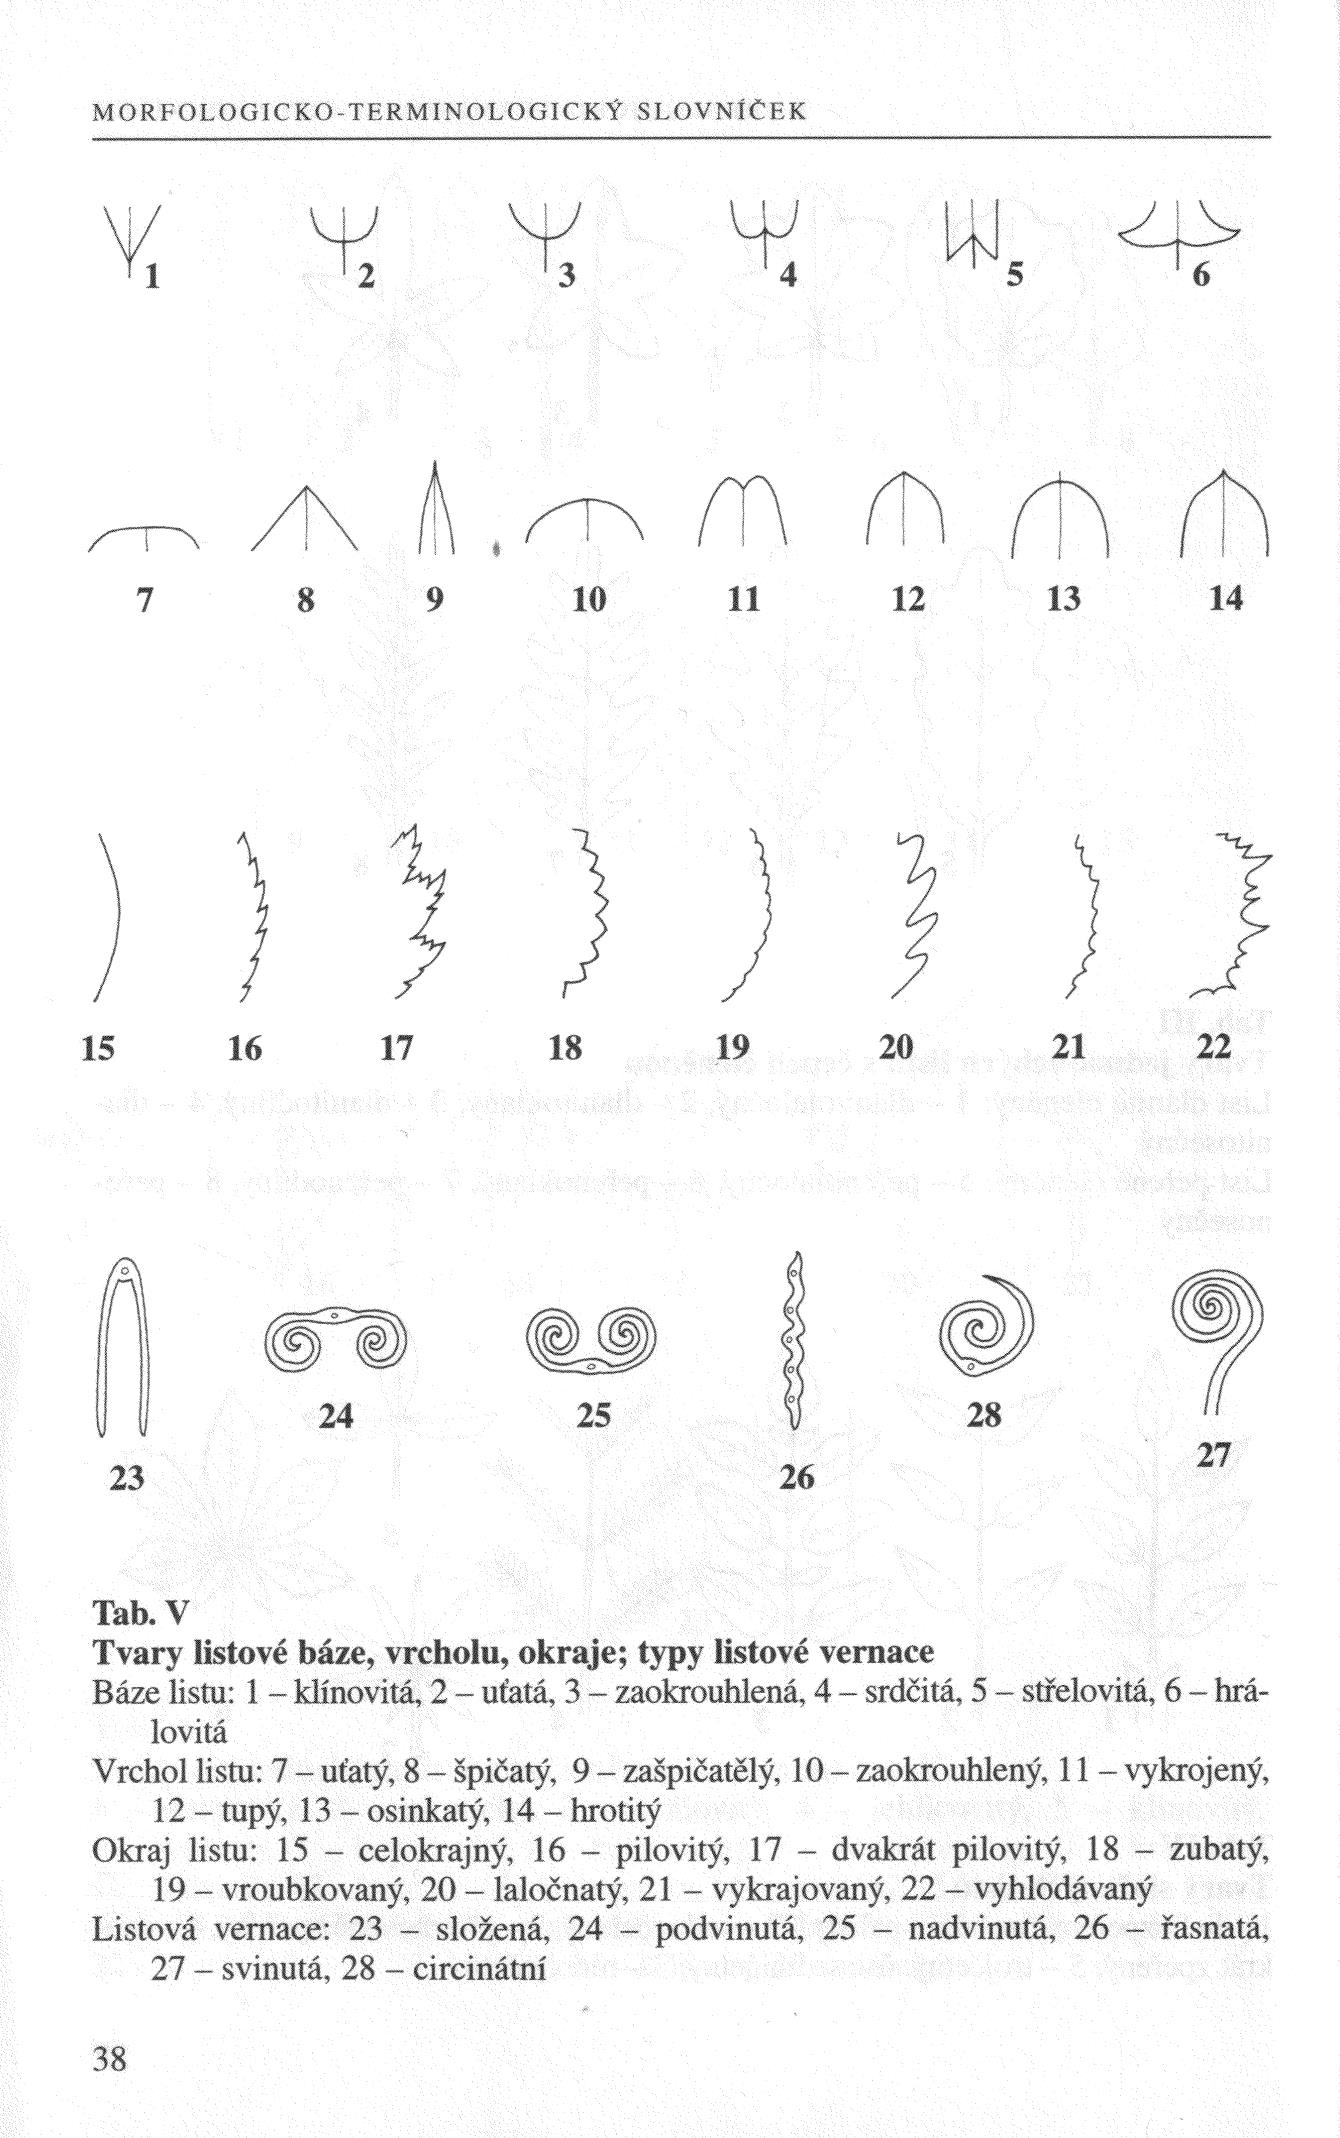 MORFOLOGICKO-TERMINOLOGICKÝ SLOVNÍČEK
1 2 3 4 5 6
7 8 9 10 11 12 13 14
15 16 17 18 19 20 21 22
24 25 28
23 26 27
Tab. V
Tvary listové báze, vrcholu, okraje; typy listové vernace
Báze listu: 1 – klínovitá, 2 – uťatá, 3 – zaokrouhlená, 4 – srdčitá, 5 – střelovitá, 6 – hrá-
lovitá
Vrchol listu: 7 – uťatý, 8 – špičatý, 9 – zašpičatělý, 10 – zaokrouhlený, 11 – vykrojený,
12 – tupý, 13 – osinkatý, 14 – hrotitý
Okraj listu: 15 – celokrajný, 16 – pilovitý, 17 – dvakrát pilovitý, 18 – zubatý,
19 – vroubkovaný, 20 – laločnatý, 21 – vykrajovaný, 22 – vyhlodávaný
Listová vernace: 23 – složená, 24 – podvinutá, 25 – nadvinutá, 26 – řasnatá,
27 – svinutá, 28 – circinátní
38